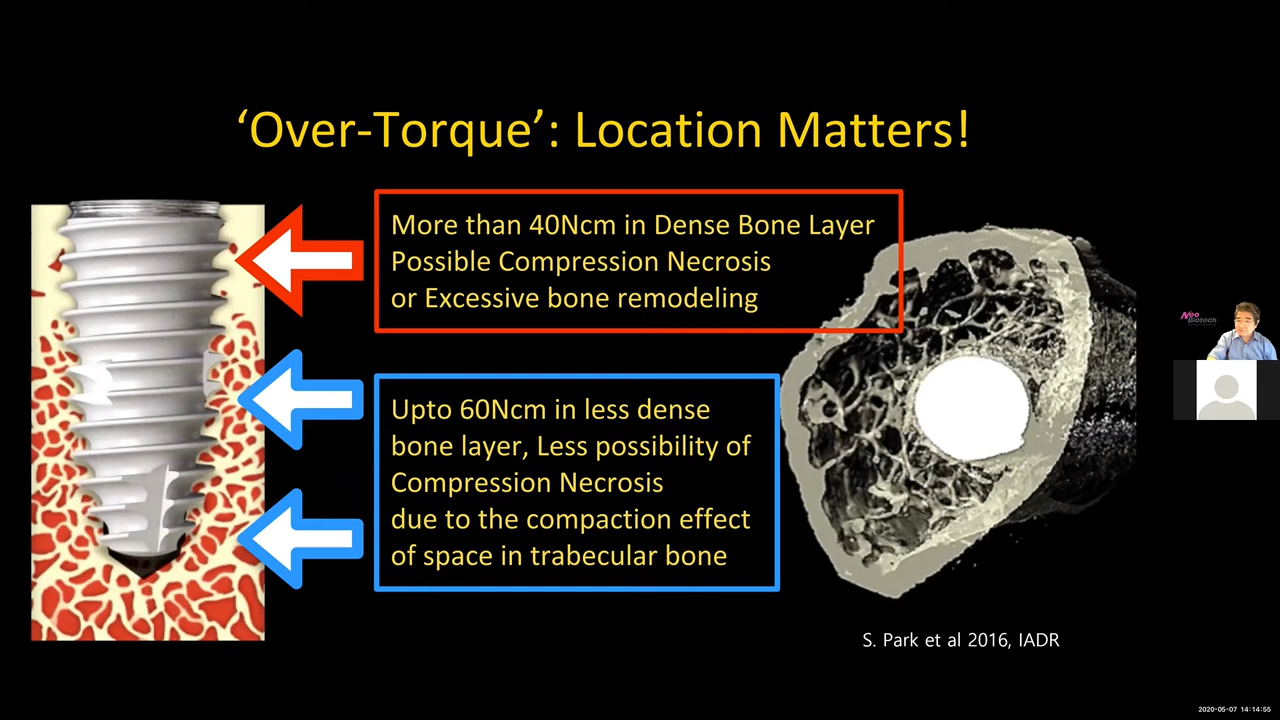 ‘Over-Torque’: Location Matters!
More than 40Ncm in Dense Bone Layer
Possible Compression Necrosis
or Excessive bone remodeling
Upto 60Ncm in less dense
bone layer, Less possibility of
Compression Necrosis
due to the compaction effect
of space in trabecular bone
S. Park et al 2016, IADR
Neo
Biotech
2020-05-07 14:14:55